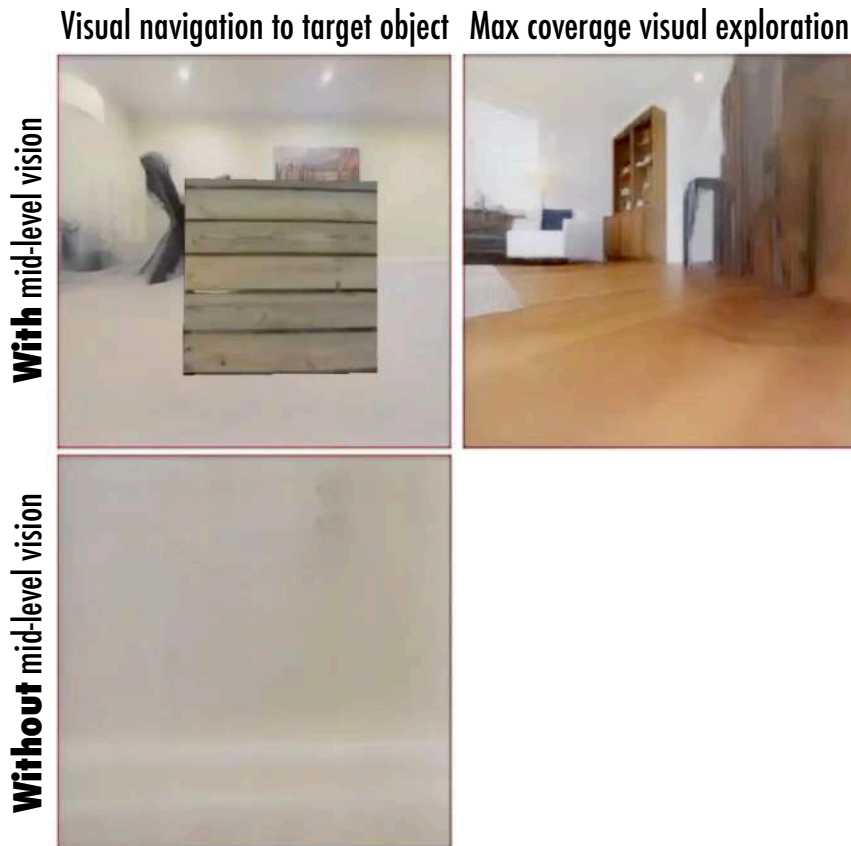 Visual navigation to target object
Max coverage visual exploration
With mid-level vision
Without mid-level vision